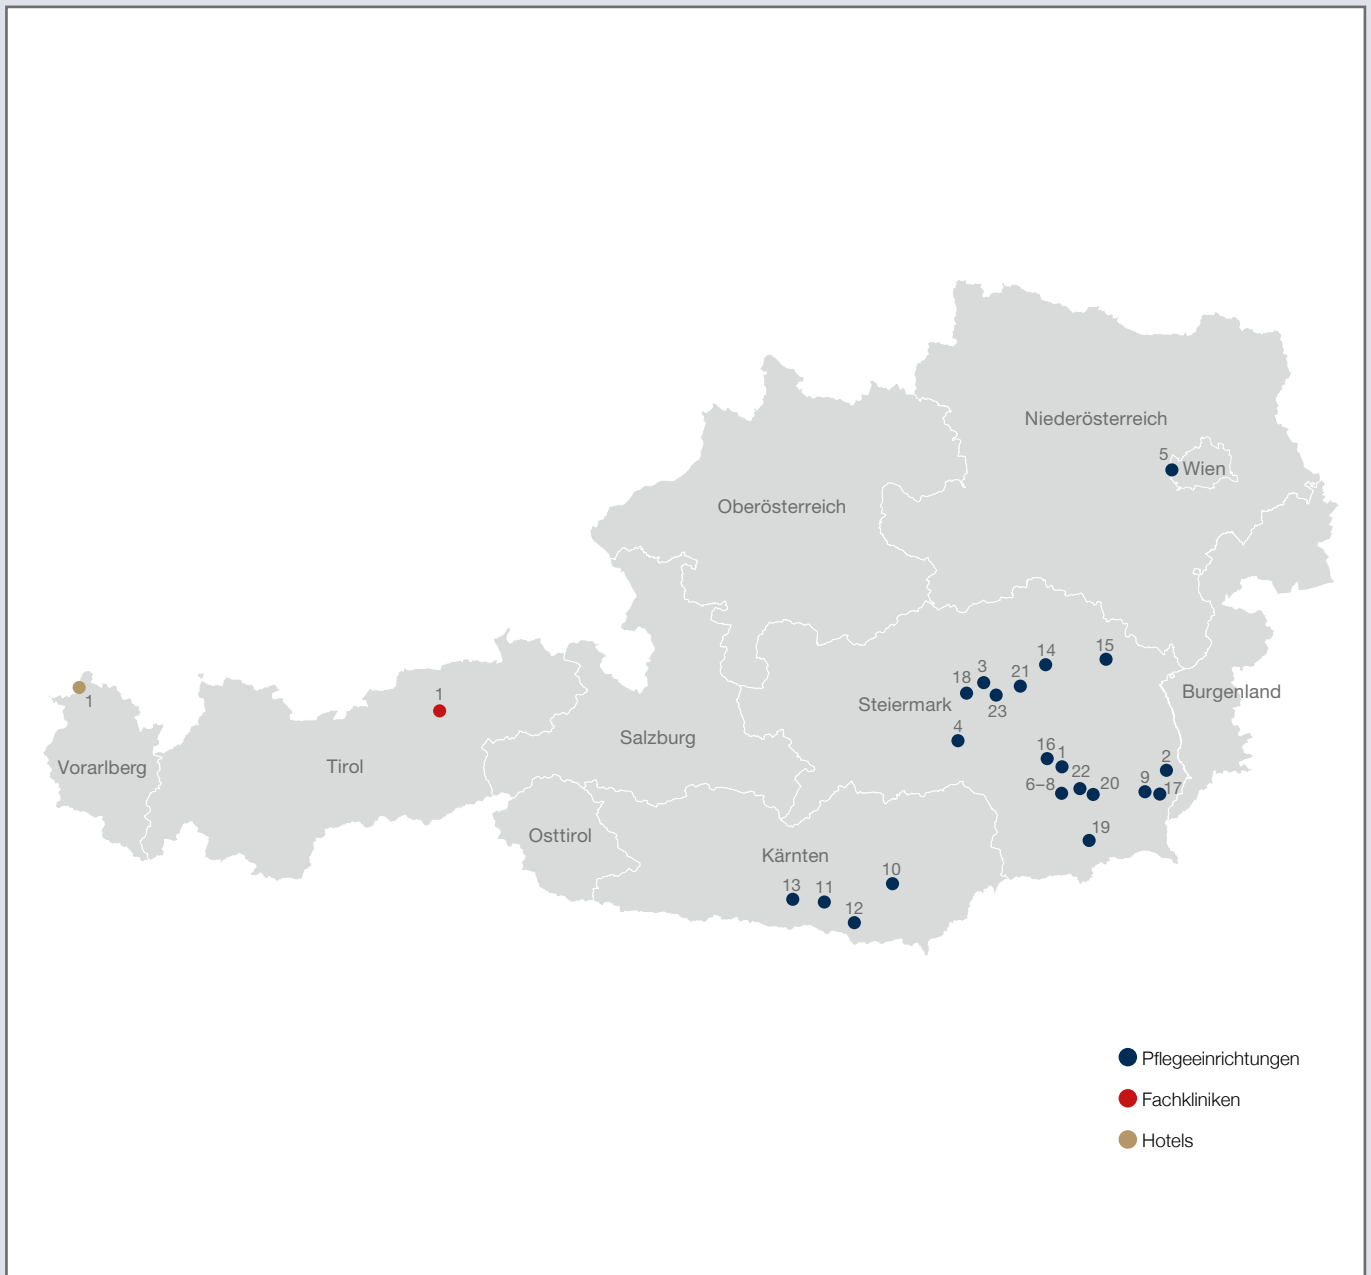 Niederösterreich
5
Wien
Oberösterreich
15
14
3
21
18
1
Burgenland
1
23
Steiermark
4
Salzburg
16
1
2
Vorarlberg
Tirol
22
9
6–8
20
17
19
Osttirol
Kärnten
10
13
11
12
Pflegeeinrichtungen
Fachkliniken
Hotels